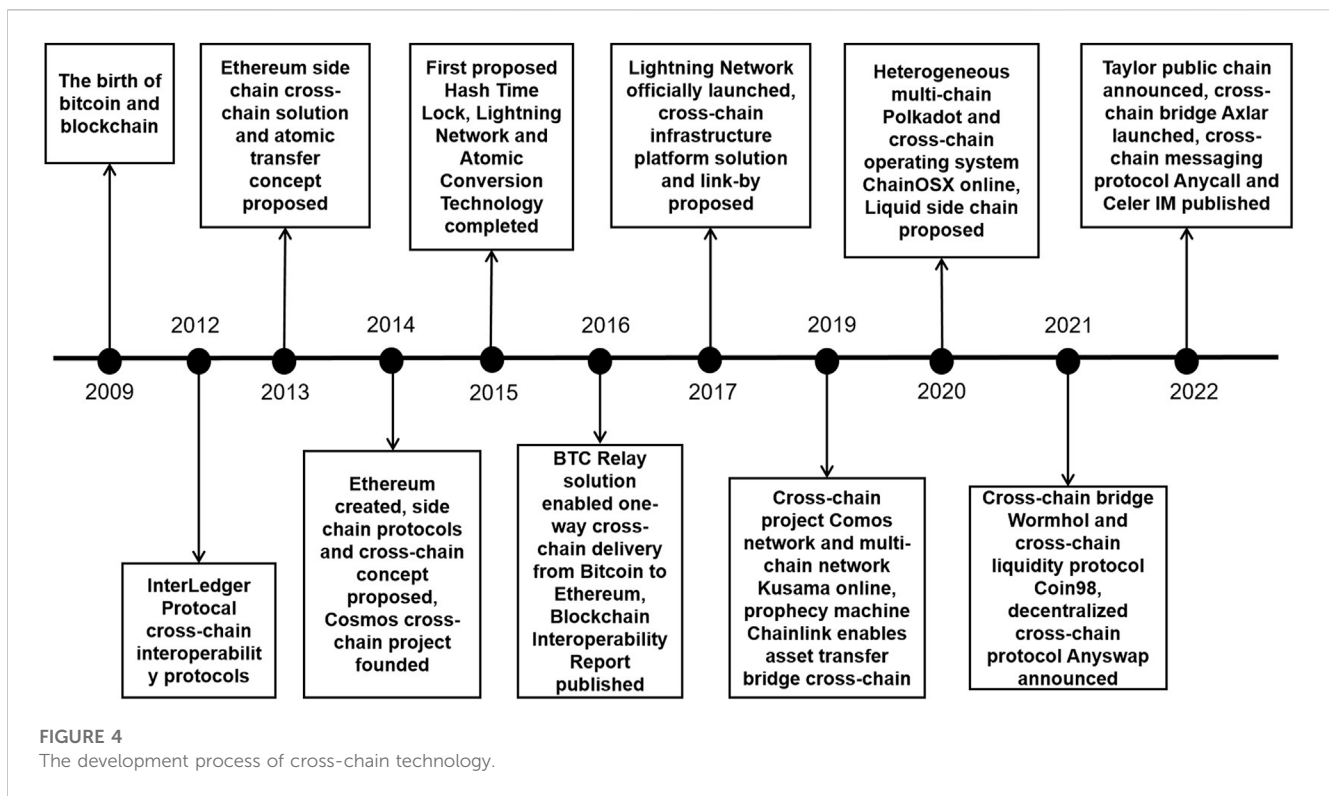 The birth of
bitcoin and
blockchain
Ethereum side
chain cross-
chain solution
and atomic
transfer
concept
proposed
First proposed
Hash Time
Lock, Lightning
Network and
Atomic
Conversion
Technology
completed
Lightning Network
officially launched,
cross-chain
infrastructure
platform solution
and link-by
proposed
Heterogeneous
multi-chain
Polkadot and
cross-chain
operating system
ChainOSX online,
Liquid side chain
proposed
Taylor public chain
announced, cross-
chain bridge Axlar
launched, cross-
chain messaging
protocol Anycall and
Celer IM published
2012
2014
2016
2019
2021
2009
2013
2015
2017
2020
2022
InterLedger
Protocal
cross-chain
interoperabilit
y protocols
Ethereum
created, side
chain protocols
and cross-chain
concept
proposed,
Cosmos cross-
chain project
founded
BTC Relay
solution
enabled one-
way cross-
chain delivery
from Bitcoin to
Ethereum,
Blockchain
Interoperability
Report
published
Cross-chain
project Comos
network and multi-
chain network
Kusama online,
prophecy machine
Chainlink enables
asset transfer
bridge cross-chain
Cross-chain bridge
Wormhol and
cross-chain
liquidity protocol
Coin98,
decentralized
cross-chain
protocol Anyswap
announced
FIGURE 4
The development process of cross-chain technology.